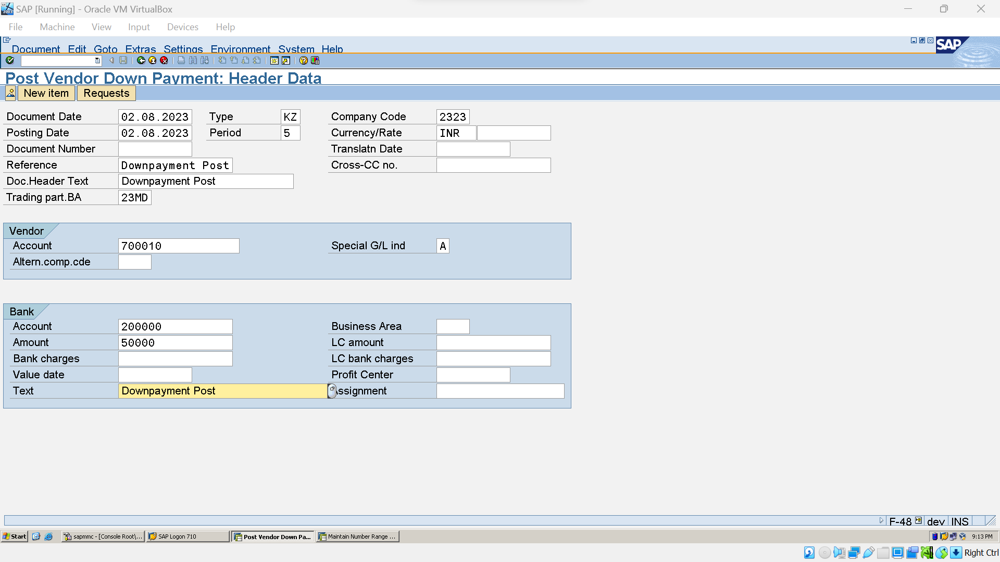 SAP [Running] - Oracle VM VirtualBox
File Machine View Input Devices Help
Document Edit Goto Extras Settings Environment System Help
SAP
Post Vendor Down Payment: Header Data
New item Requests
Document Date 02.08.2023 Type KZ Company Code 2323
Posting Date 02.08.2023 Period 5 Currency/Rate INR
Document Number Translatn Date
Reference Downpayment Post Cross-CC no.
Doc.Header Text Downpayment Post
Trading part.BA 23MD
Vendor
Account 700010 Special G/L ind A
Altern.comp.cde
Bank
Account 200000 Business Area
Amount 50000 LC amount
Bank charges LC bank charges
Value date Profit Center
Text Downpayment Post ssignment
F-48 dev INS
Start sapmmc - [Console Root\... SAP Logon 710 Post Vendor Down Pa... Maintain Number Range ... 9:13 PM
Right Ctrl